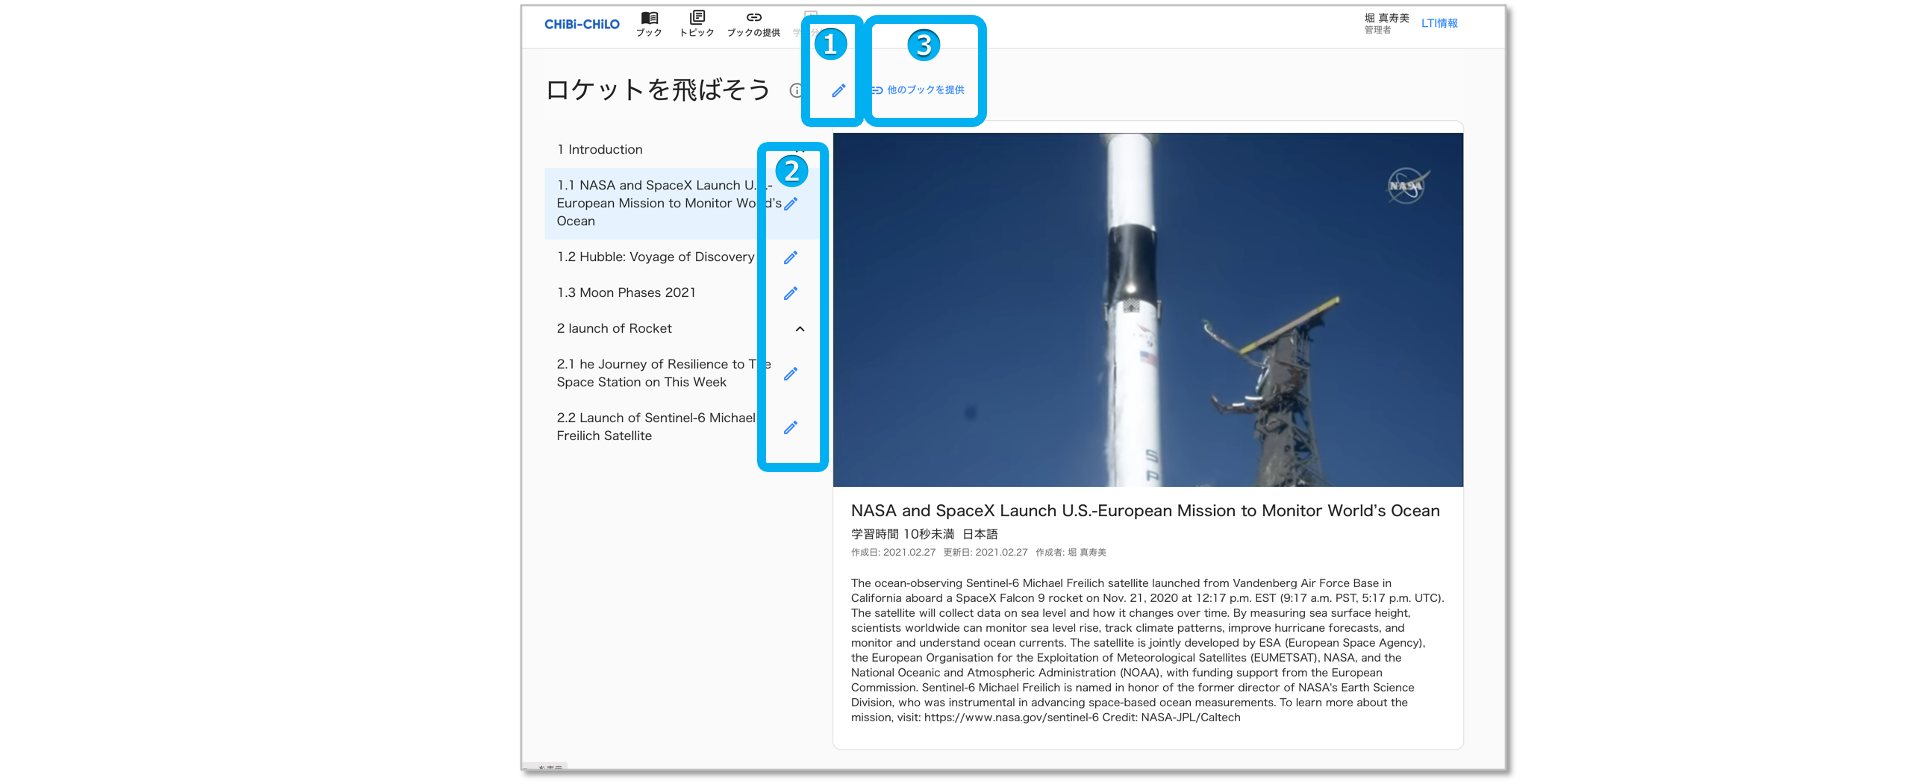 CHiBi-CHiLO
ブック
トピック
ブックの提供
堀 真寿美
管理者
LTI情報
1
3
ロケットを飛ばそう
他のブックを提供
1 Introduction
2
1.1 NASA and SpaceX Launch U.S.-
European Mission to Monitor World's
Ocean
1.2 Hubble: Voyage of Discovery
1.3 Moon Phases 2021
2 launch of Rocket
2.1 he Journey of Resilience to The
Space Station on This Week
2.2 Launch of Sentinel-6 Michael
Freilich Satellite
NASA
9
S
P
NASA and SpaceX Launch U.S.-European Mission to Monitor World's Ocean
学習時間 10秒未満 日本語
作成日: 2021.02.27 更新日: 2021.02.27 作成者: 堀 真寿美
The ocean-observing Sentinel-6 Michael Freilich satellite launched from Vandenberg Air Force Base in
California aboard a SpaceX Falcon 9 rocket on Nov. 21, 2020 at 12:17 p.m. EST (9:17 a.m. PST, 5:17 p.m. UTC).
The satellite will collect data on sea level and how it changes over time. By measuring sea surface height,
scientists worldwide can monitor sea level rise, track climate patterns, improve hurricane forecasts, and
monitor and understand ocean currents. The satellite is jointly developed by ESA (European Space Agency),
the European Organisation for the Exploitation of Meteorological Satellites (EUMETSAT), NASA, and the
National Oceanic and Atmospheric Administration (NOAA), with funding support from the European
Commission. Sentinel-6 Michael Freilich is named in honor of the former director of NASA's Earth Science
Division, who was instrumental in advancing space-based ocean measurements. To learn more about the
mission, visit: https://www.nasa.gov/sentinel-6 Credit: NASA-JPL/Caltech